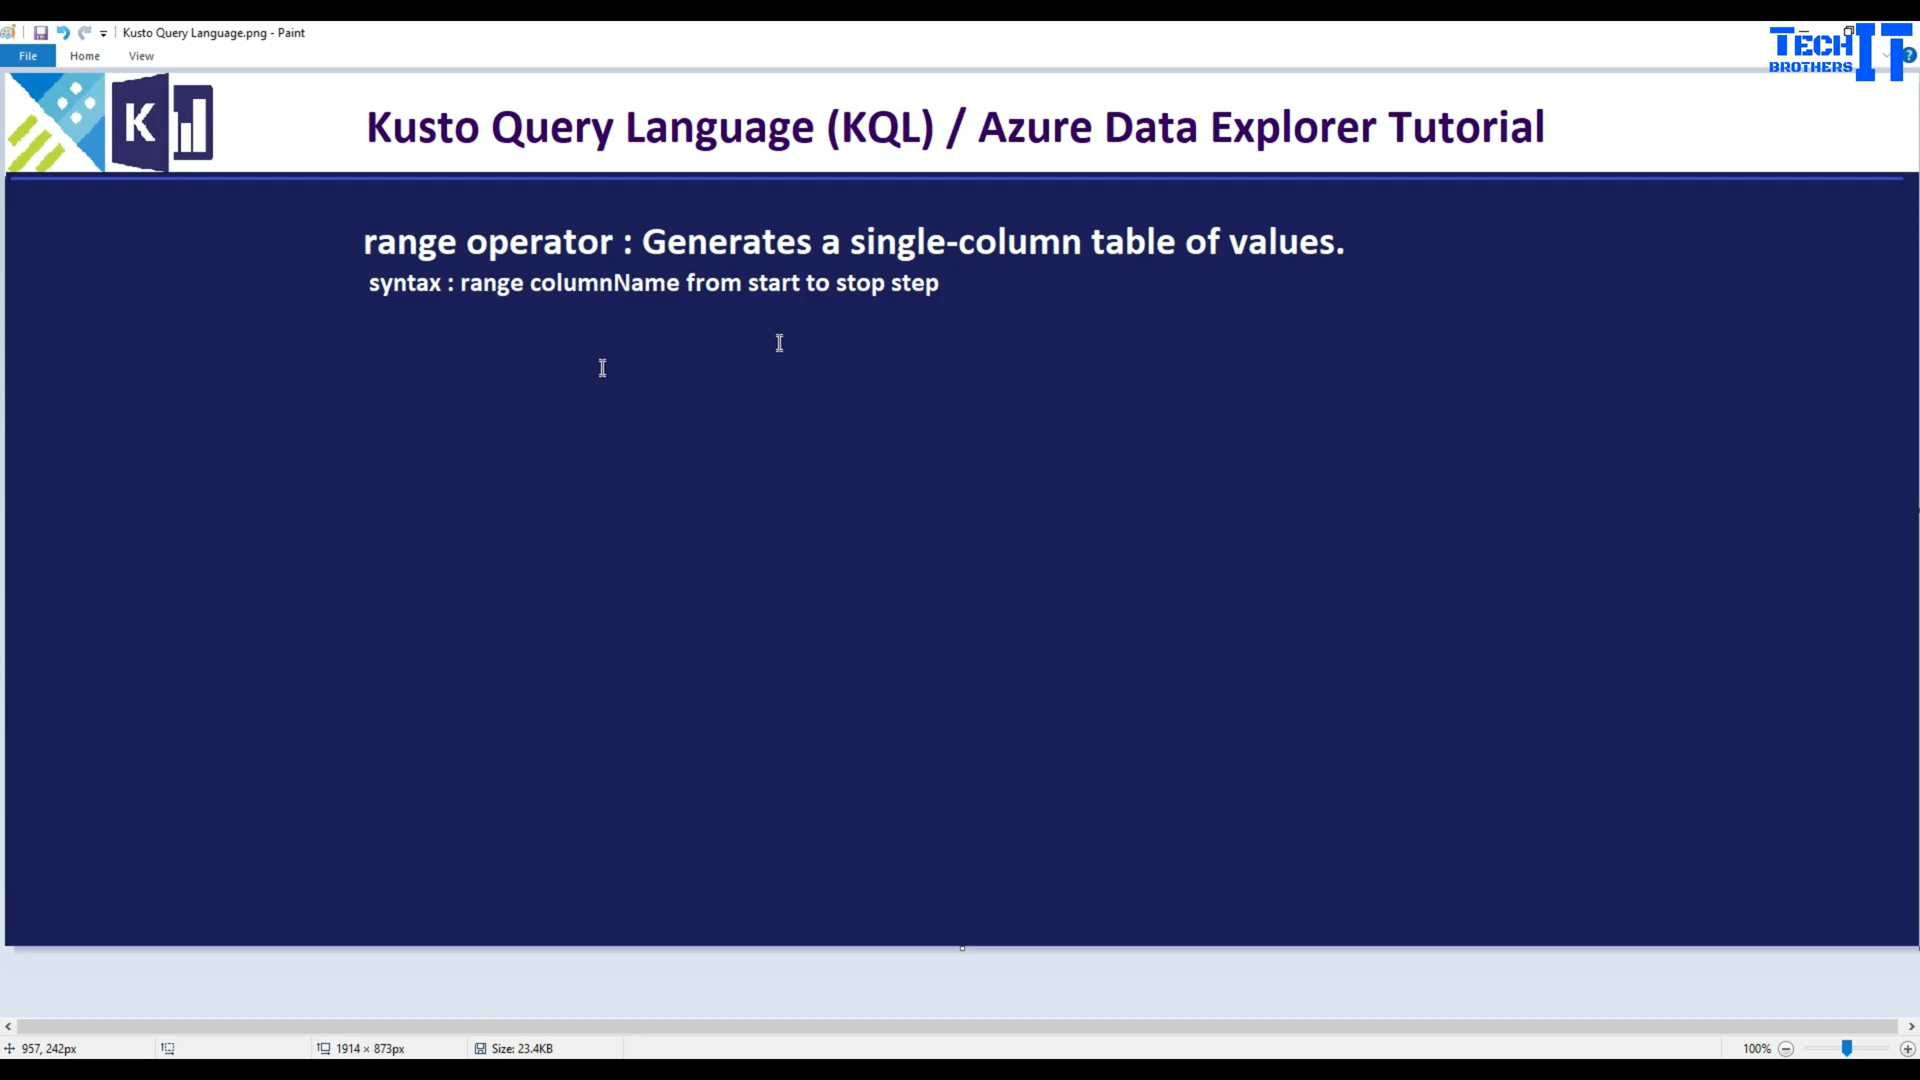 Kusto Query Language.png - Paint
File Home View
TECH IT
BROTHERS
?
K
Kusto Query Language (KQL) / Azure Data Explorer Tutorial
range operator : Generates a single-column table of values.
syntax : range columnName from start to stop step
957, 242px 1914 × 873px Size: 23.4KB 100%